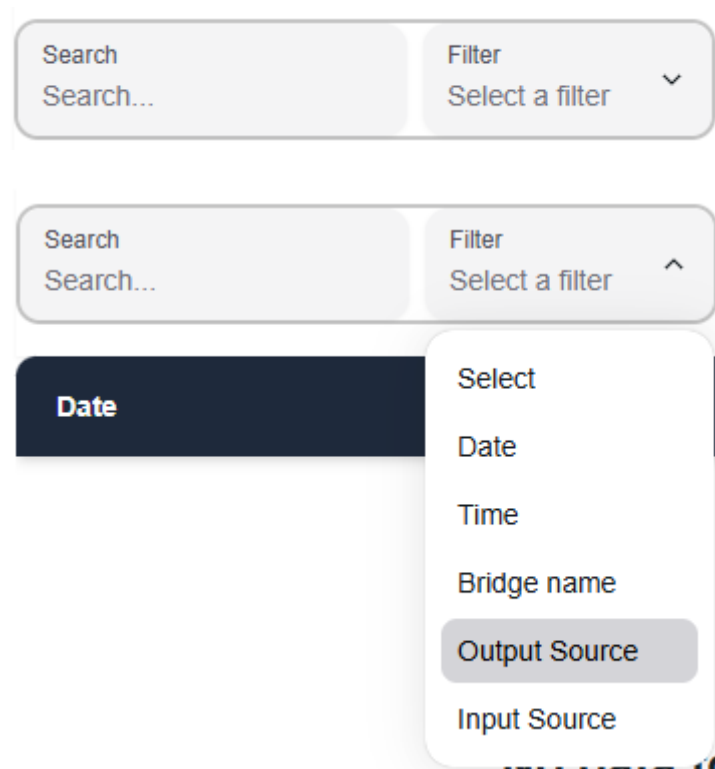 Search Filter
Search... Select a filter
Search Filter
Search... Select a filter
Select
Date
Date
Time
Bridge name
Output Source
Input Source